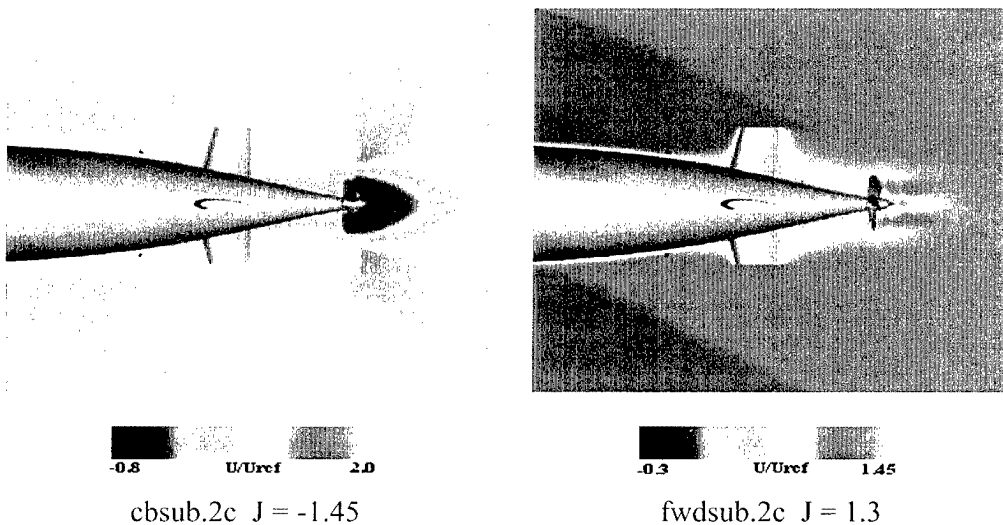 -0.8 U/Uref 2.0
-0.3 U/Uref 1.45
cbsub.2c J = -1.45
fwdsub.2c J = 1.3